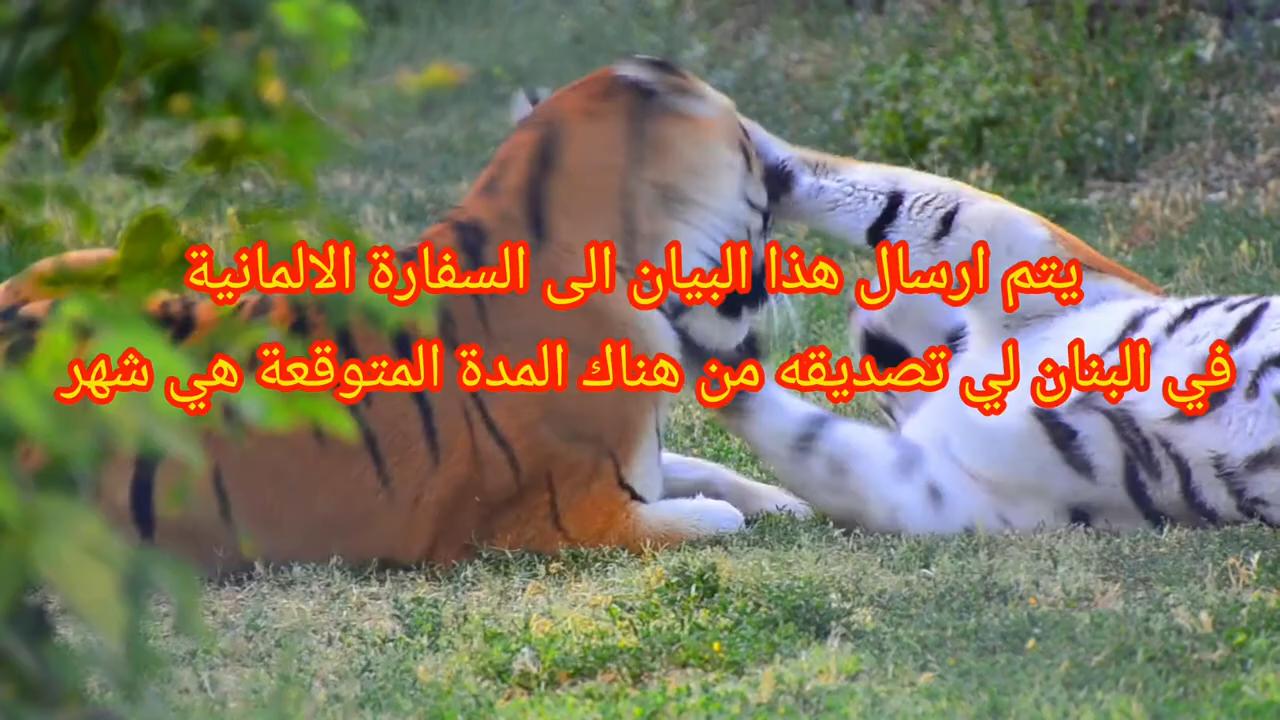 يتم ارسال هذا البيان الى السفارة الالمانية
في البنان لي تصديقه من هناك المدة المتوقعة هي شهر